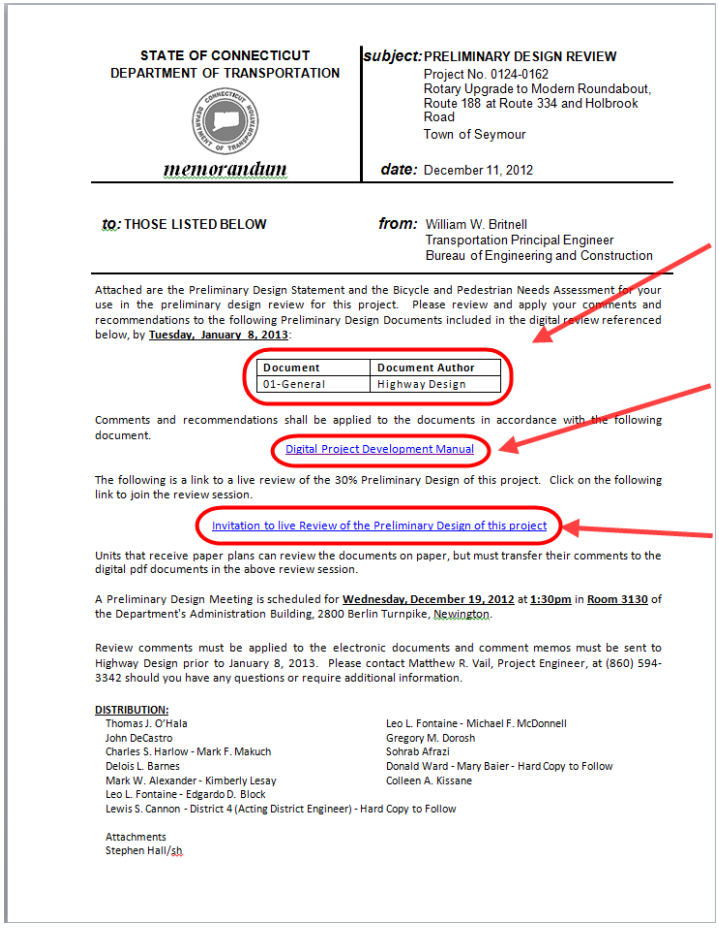 STATE OF CONNECTICUT
DEPARTMENT OF TRANSPORTATION
CONNECTICUT
DEPARTMENT OF TRANSPORTATION
memorandum
subject: PRELIMINARY DESIGN REVIEW
Project No. 0124-0162
Rotary Upgrade to Modern Roundabout,
Route 188 at Route 334 and Holbrook
Road
Town of Seymour
date: December 11, 2012
to: THOSE LISTED BELOW
from: William W. Britnell
Transportation Principal Engineer
Bureau of Engineering and Construction
Attached are the Preliminary Design Statement and the Bicycle and Pedestrian Needs Assessment for your
use in the preliminary design review for this project. Please review and apply your comments and
recommendations to the following Preliminary Design Documents included in the digital review referenced
below, by Tuesday, January 8, 2013:
Document Document Author
01-General Highway Design
Comments and recommendations shall be applied to the documents in accordance with the following
document.
Digital Project Development Manual
The following is a link to a live review of the 30% Preliminary Design of this project. Click on the following
link to join the review session.
Invitation to live Review of the Preliminary Design of this project
Units that receive paper plans can review the documents on paper, but must transfer their comments to the
digital pdf documents in the above review session.
A Preliminary Design Meeting is scheduled for Wednesday, December 19, 2012 at 1:30pm in Room 3130 of
the Department's Administration Building, 2800 Berlin Turnpike, Newington.
Review comments must be applied to the electronic documents and comment memos must be sent to
Highway Design prior to January 8, 2013. Please contact Matthew R. Vail, Project Engineer, at (860) 594-
3342 should you have any questions or require additional information.
DISTRIBUTION:
Thomas J. O'Hala
John DeCastro
Charles S. Harlow - Mark F. Makuch
Delois L. Barnes
Mark W. Alexander - Kimberly Lesay
Leo L. Fontaine - Edgardo D. Block
Lewis S. Cannon - District 4 (Acting District Engineer) - Hard Copy to Follow
Leo L. Fontaine - Michael F. McDonnell
Gregory M. Dorosh
Sohrab Afrazi
Donald Ward - Mary Baier - Hard Copy to Follow
Colleen A. Kissane
Attachments
Stephen Hall/sh